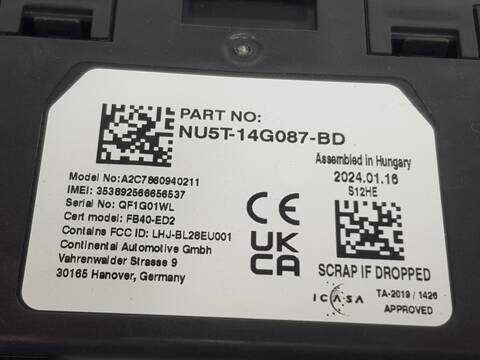 PART NO:
NU5T-14G087-BD
Assembled in Hungary
2024.01.16
S12HE
Model No: A2C7860940211
IMEI: 353892566656537
Serial No: QF1G01WL
Cert model: FB40-ED2
Contains FCC ID: LHJ-BL28EU001
Continental Automotive GmbH
Vahrenwalder Strasse 9
30165 Hanover, Germany
CE
UK
CA
SCRAP IF DROPPED
ICASA
TA-2019 / 1426
APPROVED